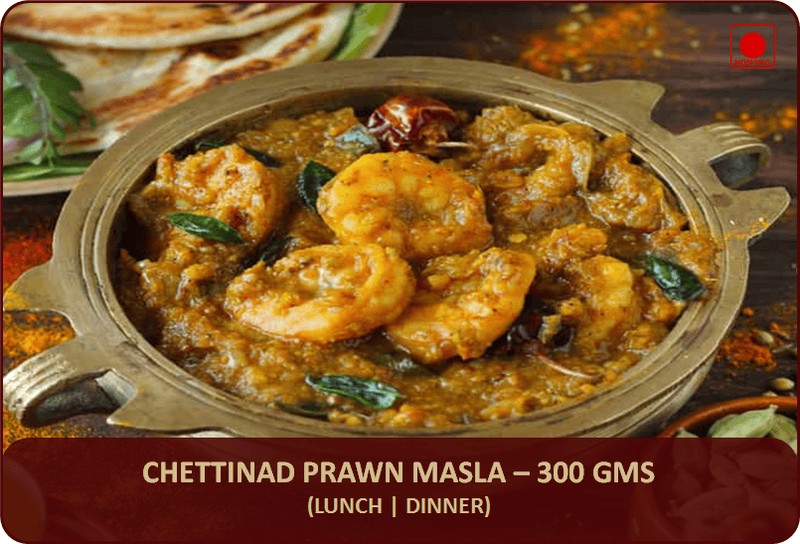 CHETTINAD PRAWN MASLA – 300 GMS
(LUNCH | DINNER)